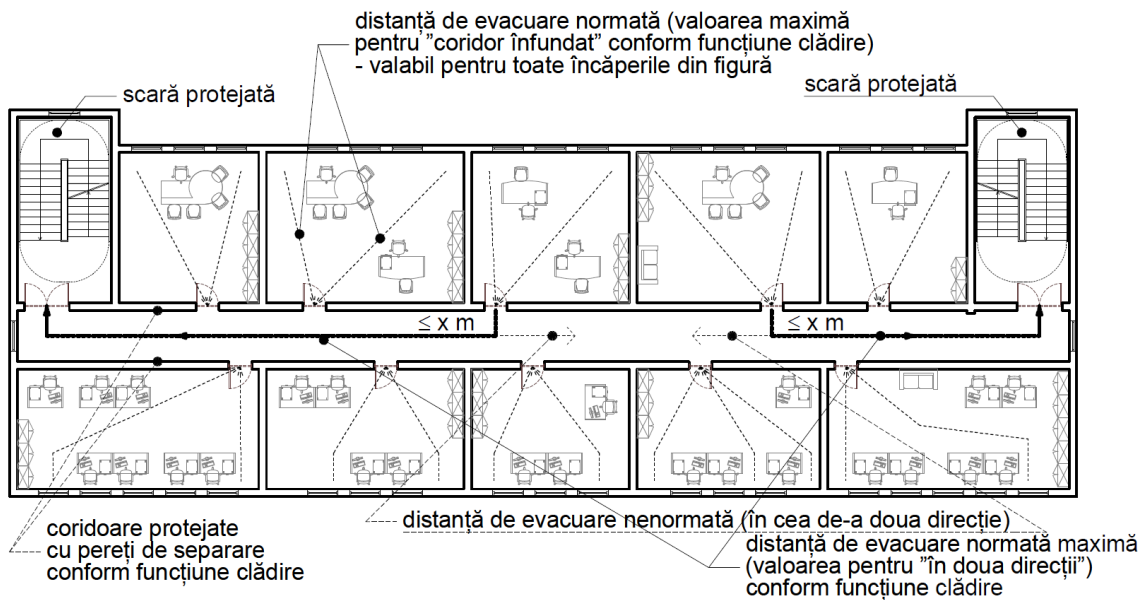 distanță de evacuare normată (valoarea maximă
pentru ”coridor înfundat” conform funcțiune clădire)
- valabil pentru toate încăperile din figură
scară protejată
scară protejată
≤ x m
≤ x m
distanță de evacuare nenormată (în cea de-a doua direcție)
coridoare protejate
cu pereți de separare
conform funcțiune clădire
distanță de evacuare normată maximă
(valoarea pentru ”în doua direcții”)
conform funcțiune clădire